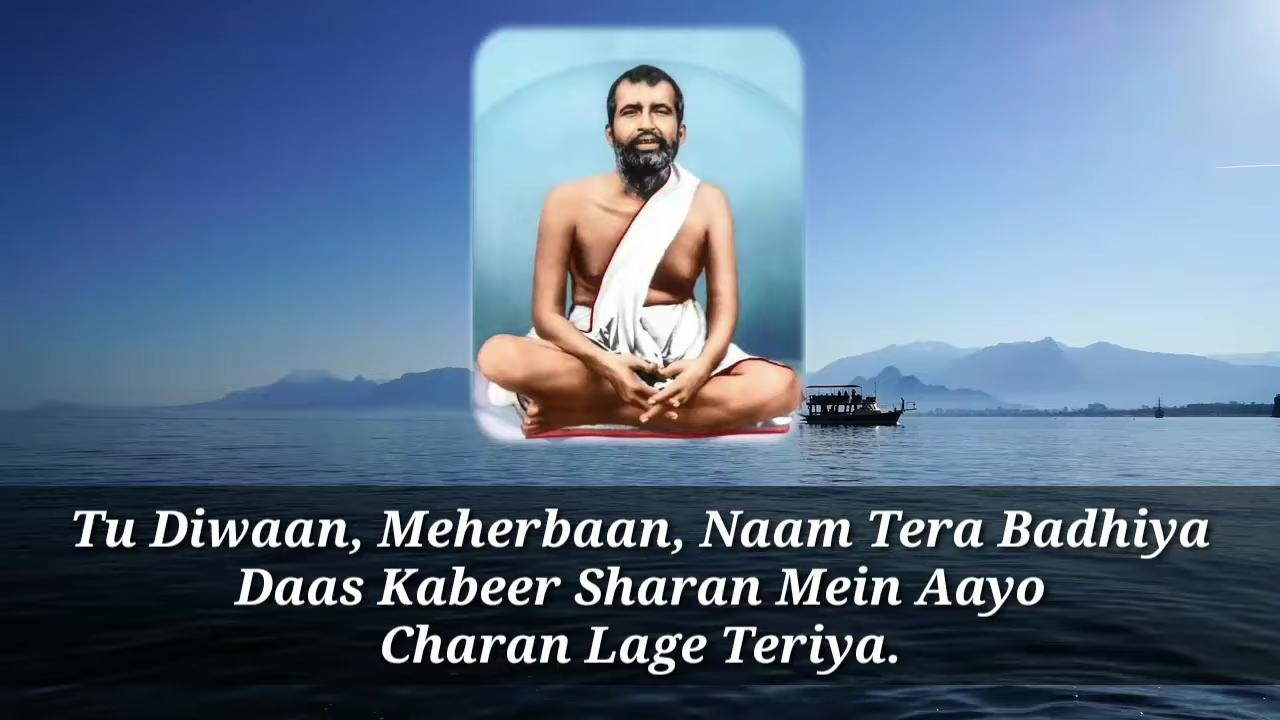 Tu Diwaan, Meherbaan, Naam Tera Badhiya
Daas Kabeer Sharan Mein Aayo
Charan Lage Teriya.